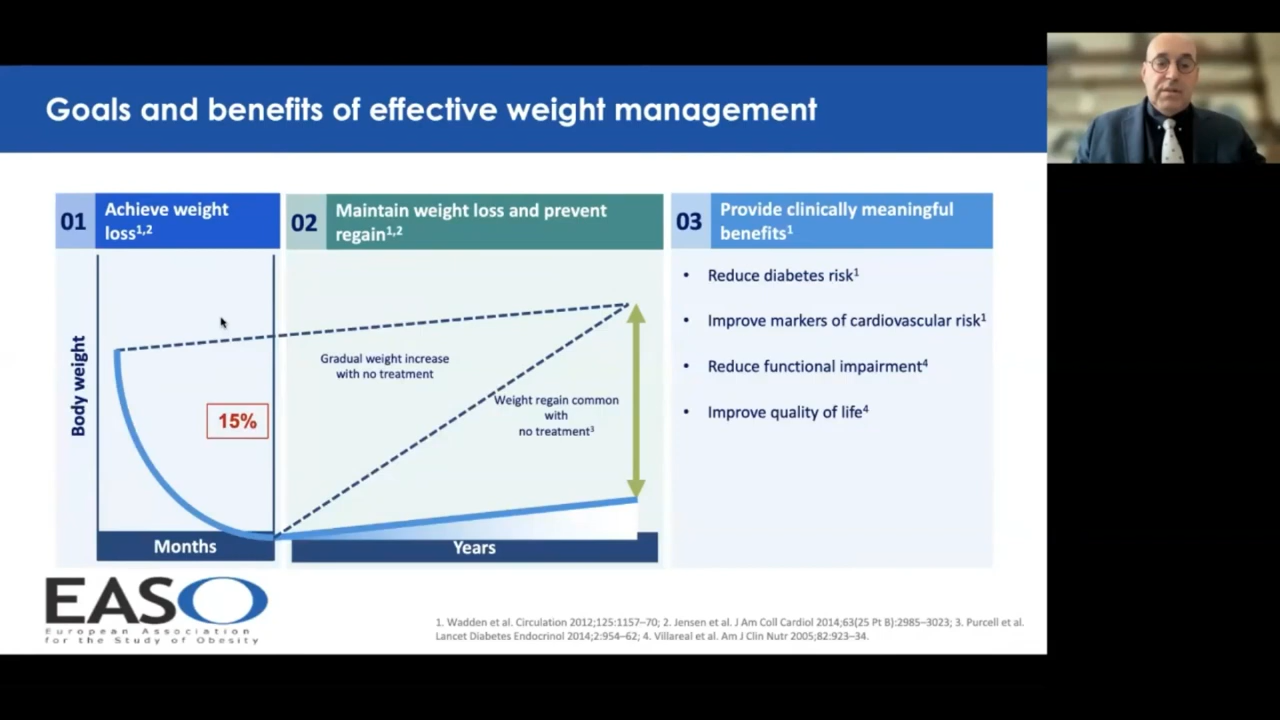 Goals and benefits of effective weight management
01
Achieve weight
loss¹,²
02
Maintain weight loss and prevent
regain¹,²
03
Provide clinically meaningful
benefits¹
Body weight
15%
Gradual weight increase
with no treatment
Weight regain common
with
no treatment³
Months
Years
• Reduce diabetes risk¹
• Improve markers of cardiovascular risk¹
• Reduce functional impairment⁴
• Improve quality of life⁴
EASO
European Association
for the Study of Obesity
1. Wadden et al. Circulation 2012;125:1157–70; 2. Jensen et al. J Am Coll Cardiol 2014;63(25 Pt B):2985–3023; 3. Purcell et al.
Lancet Diabetes Endocrinol 2014;2:954–62; 4. Villareal et al. Am J Clin Nutr 2005;82:923–34.